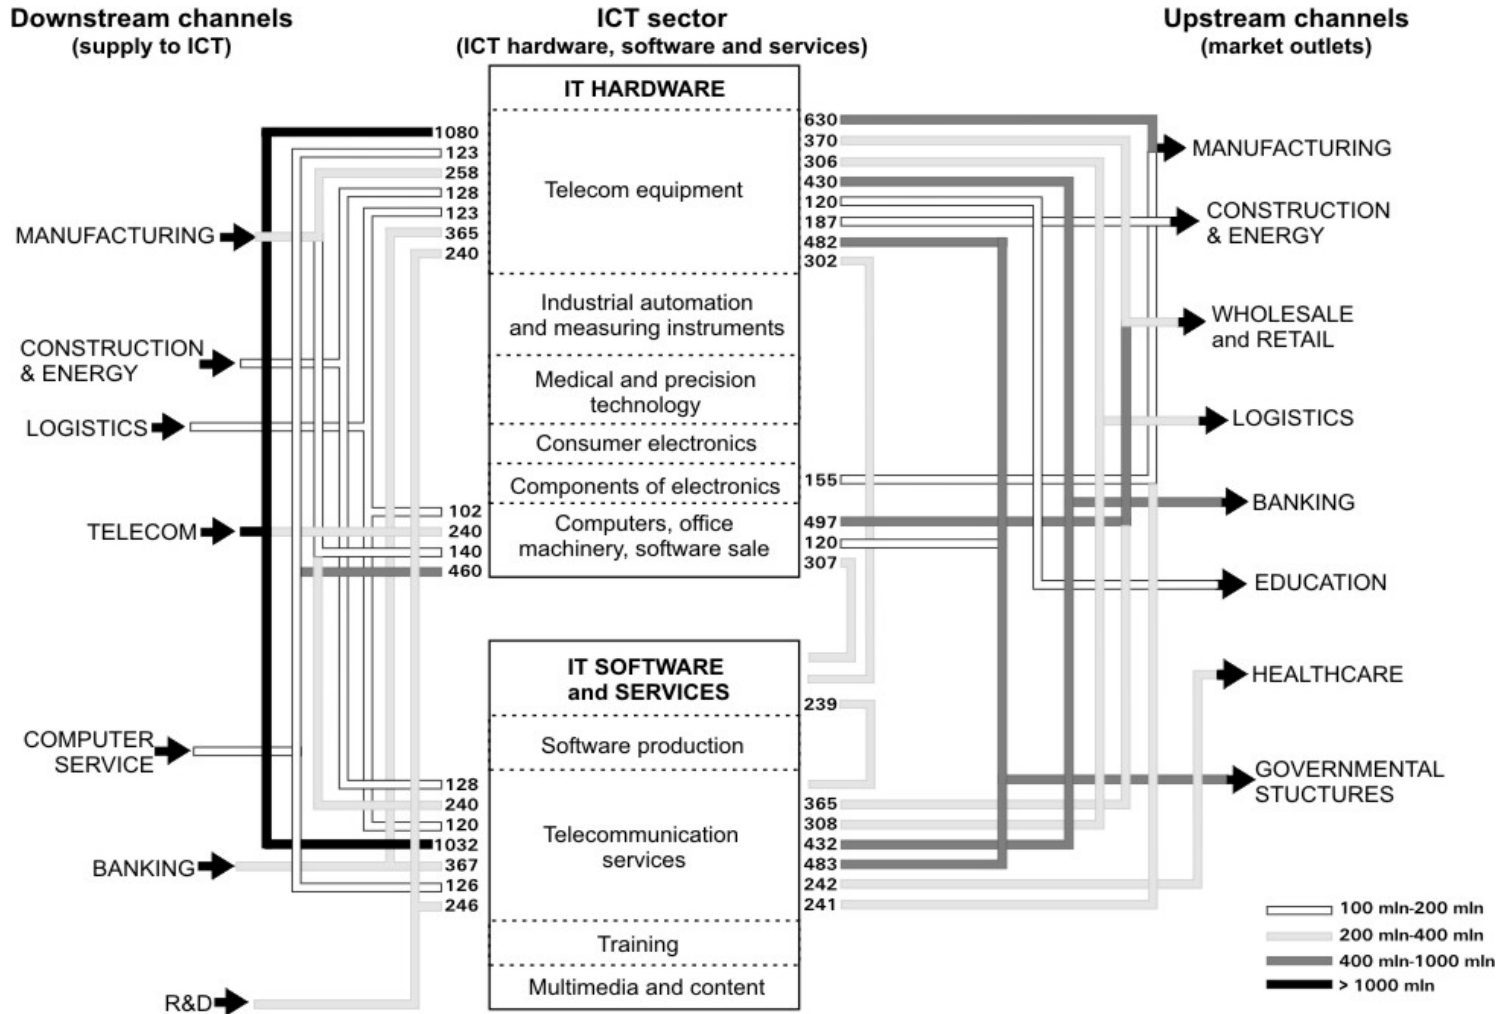 Downstream channels
(supply to ICT)
ICT sector
(ICT hardware, software and services)
Upstream channels
(market outlets)
MANUFACTURING
CONSTRUCTION
& ENERGY
LOGISTICS
TELECOM
COMPUTER
SERVICE
BANKING
R&D
1080
123
258
128
123
365
240
102
240
140
460
128
240
120
1032
367
126
246
IT HARDWARE
Telecom equipment
Industrial automation
and measuring instruments
Medical and precision
technology
Consumer electronics
Components of electronics
Computers, office
machinery, software sale
IT SOFTWARE
and SERVICES
Software production
Telecommunication
services
Training
Multimedia and content
630
370
306
430
120
187
482
302
155
497
120
307
239
365
308
432
483
242
241
MANUFACTURING
CONSTRUCTION
& ENERGY
WHOLESALE
and RETAIL
LOGISTICS
BANKING
EDUCATION
HEALTHCARE
GOVERNMENTAL
STUCTURES
100 mln-200 mln
200 mln-400 mln
400 mln-1000 mln
> 1000 mln